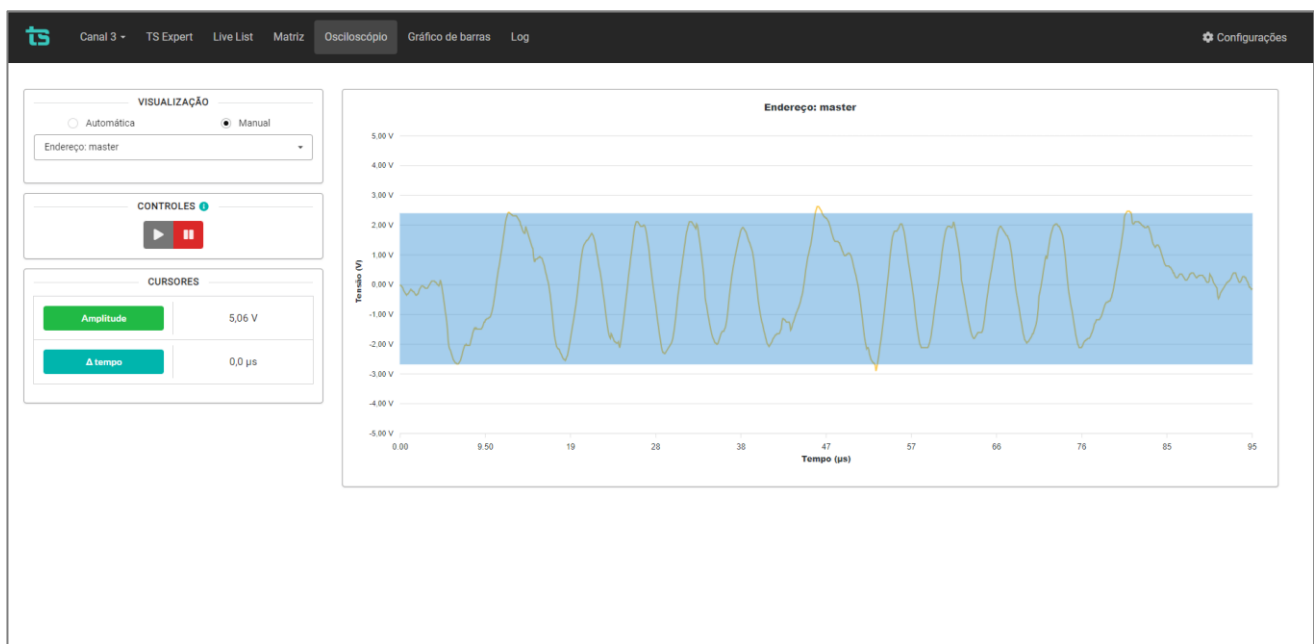 ts Canal 3 TS Expert Live List Matriz Osciloscópio Gráfico de barras Log Configurações
VISUALIZAÇÃO
Automática Manual
Endereço: master
CONTROLES
CURSORES
Amplitude 5,06 V
Δ tempo 0,0 µs
Endereço: master
5,00 V
4,00 V
3,00 V
2,00 V
1,00 V
0,00 V
-1,00 V
-2,00 V
-3,00 V
-4,00 V
-5,00 V
Tensão (V)
0.00 9.50 19 28 38 47 57 66 76 85 95
Tempo (µs)